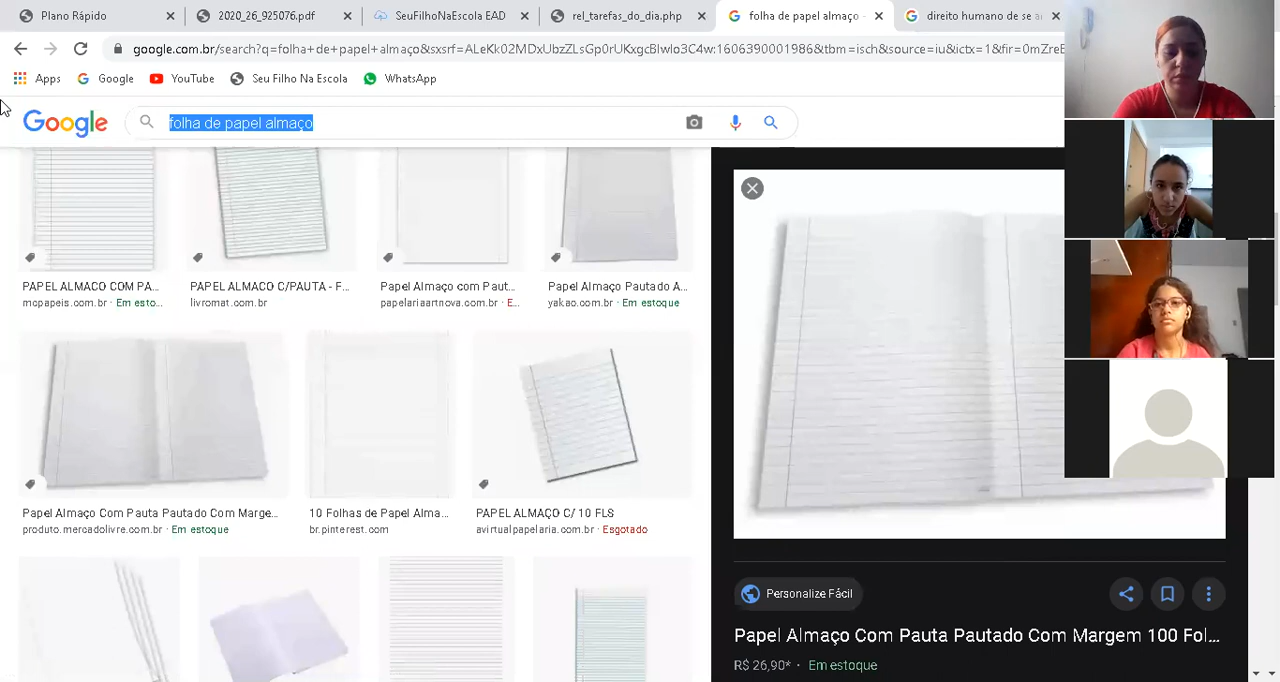 Plano Rápido
2020_26_925076.pdf
SeuFilhoNaEscola EAD
rel_tarefas_do_dia.php
folha de papel almaço -
direito humano de se a
google.com.br/search?q=folha+de+papel+almaço&sxsrf=ALeKk02MDxUbzZLsGp0rUKxgcBIwlo3C4w:1606390001986&tbm=isch&source=iu&ictx=1&fir=0mZreB
Apps
Google
YouTube
Seu Filho Na Escola
WhatsApp
Google
folha de papel almaço
PAPEL ALMACO COM PA...
mcpapeis.com.br · Em esto...
PAPEL ALMACO C/PAUTA - F...
livromat.com.br
Papel Almaço com Paut...
papelariaartnova.com.br · E...
Papel Almaço Pautado A...
yakao.com.br · Em estoque
Papel Almaço Com Pauta Pautado Com Marge...
produto.mercadolivre.com.br · Em estoque
10 Folhas de Papel Alma...
br.pinterest.com
PAPEL ALMAÇO C/ 10 FLS
avirtualpapelaria.com.br · Esgotado
Personalize Fácil
Papel Almaço Com Pauta Pautado Com Margem 100 Fol...
R$ 26,90* · Em estoque